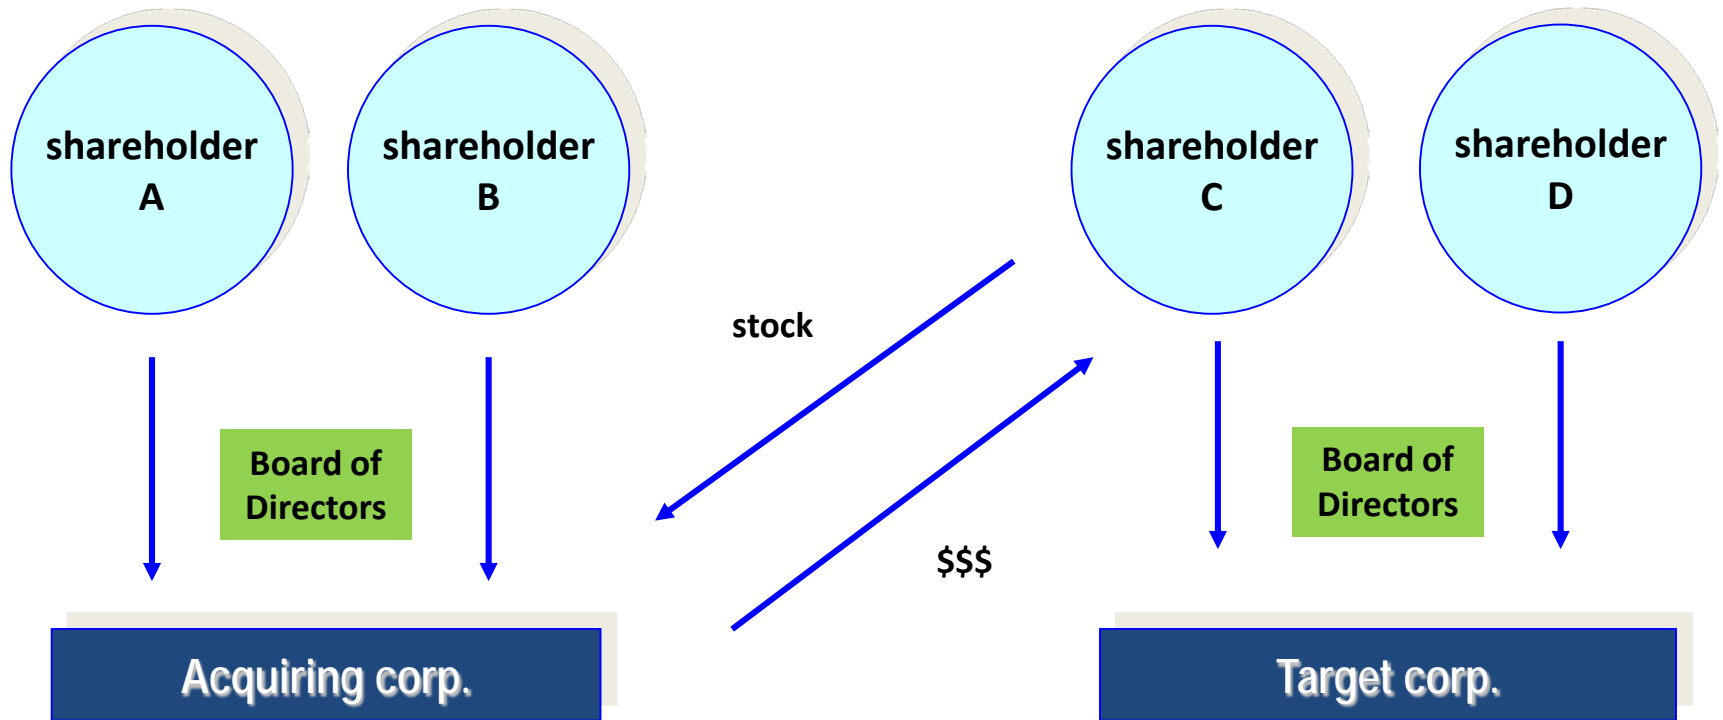 shareholder
A
shareholder
B
shareholder
C
shareholder
D
stock
Board of
Directors
Board of
Directors
$$$
Acquiring corp.
Target corp.